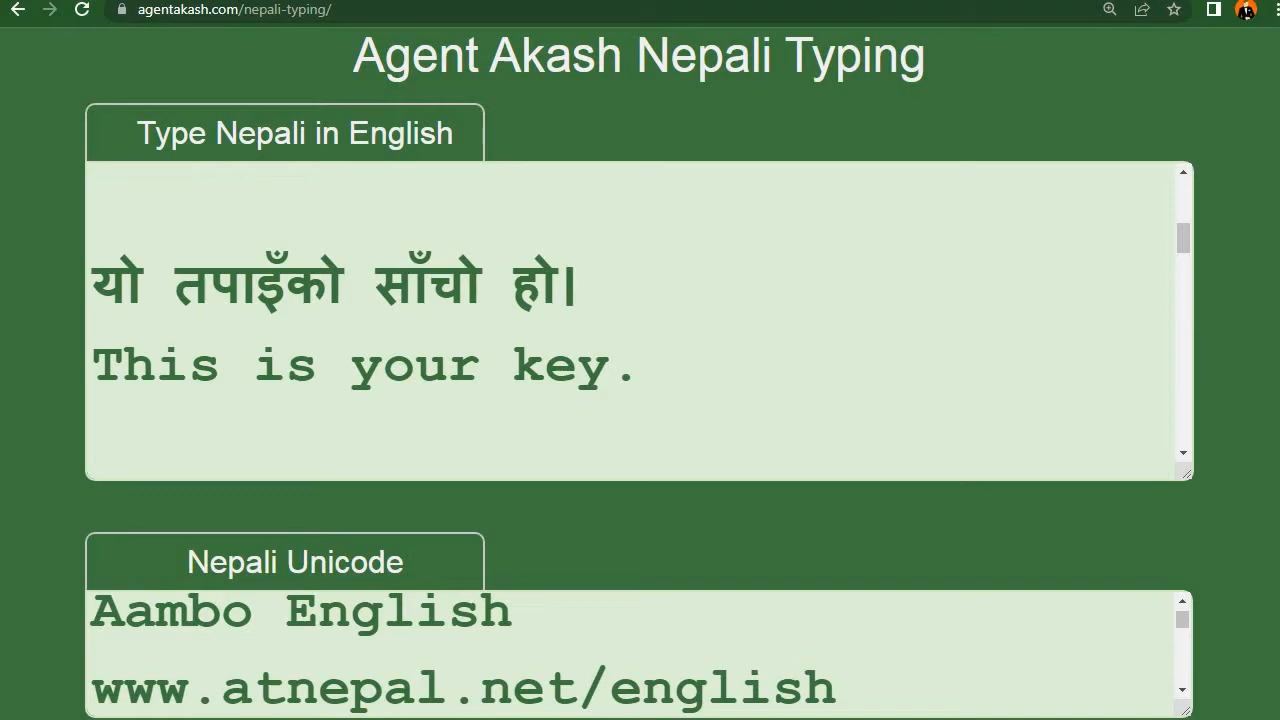 agentakash.com/nepali-typing/
Agent Akash Nepali Typing
Type Nepali in English
यो तपाइँको साँचो हो।
This is your key.
Nepali Unicode
Aambo English
www.atnepal.net/english